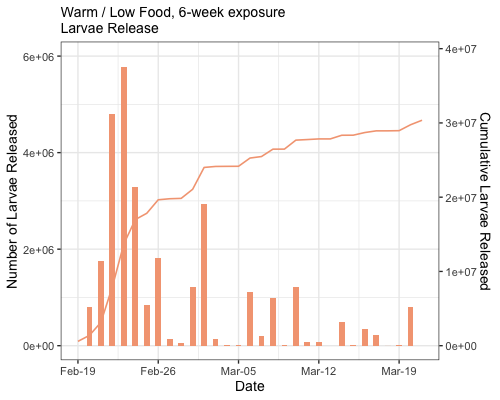 Warm / Low Food, 6-week exposure
Larvae Release
Number of Larvae Released
6e+06
4e+06
2e+06
0e+00
4e+07
3e+07
2e+07
1e+07
0e+00
Cumulative Larvae Released
Feb-19
Feb-26
Mar-05
Mar-12
Mar-19
Date